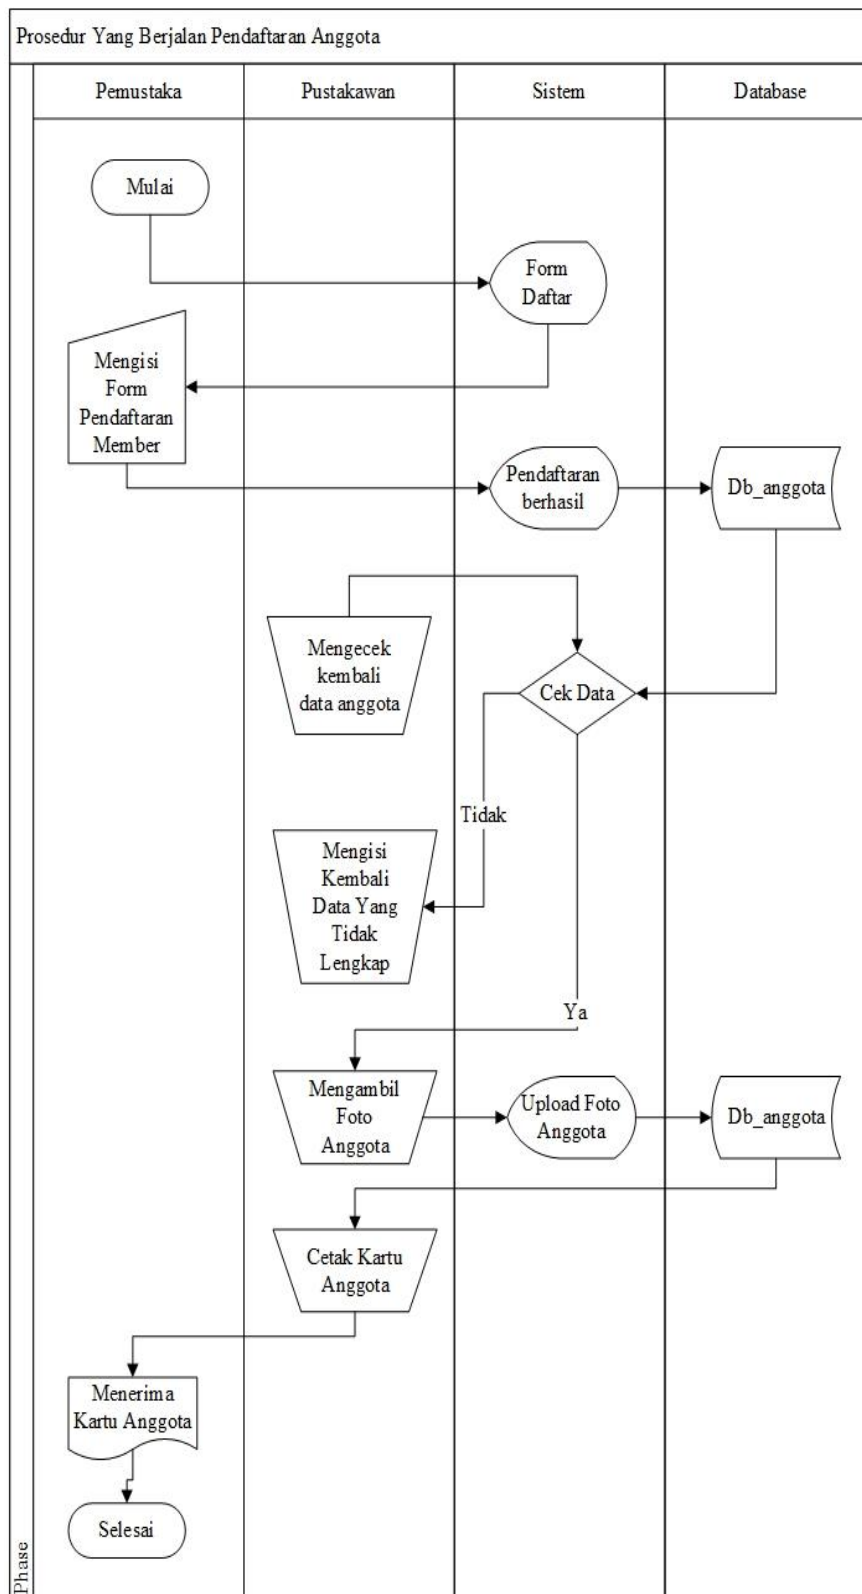 Prosedur Yang Berjalan Pendaftaran Anggota
Pemustaka
Pustakawan
Sistem
Database
Mulai
Form
Daftar
Mengisi
Form
Pendaftaran
Member
Pendaftaran
berhasil
Db_anggota
Mengecek
kembali
data anggota
Cek Data
Tidak
Mengisi
Kembali
Data Yang
Tidak
Lengkap
Ya
Mengambil
Foto
Anggota
Upload Foto
Anggota
Db_anggota
Cetak Kartu
Anggota
Menerima
Kartu Anggota
Selesai
Phase